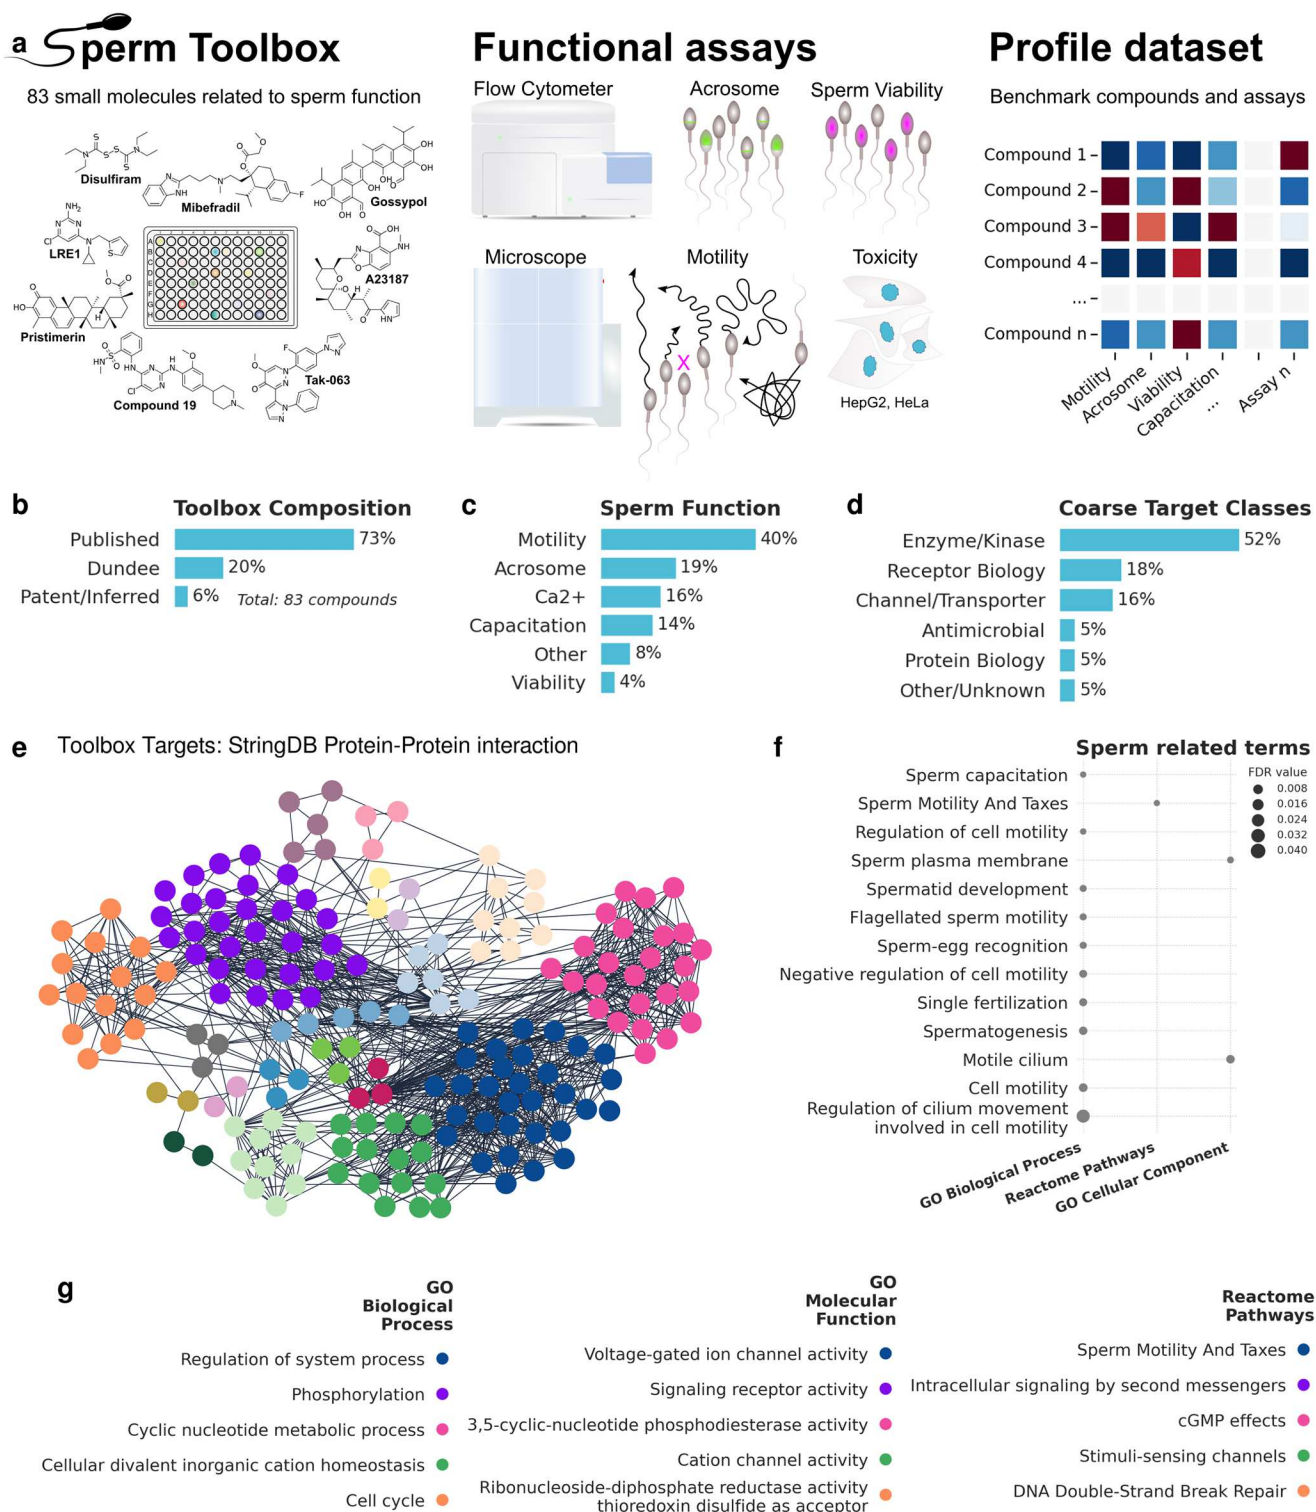 a Sperm Toolbox
83 small molecules related to sperm function
Disulfiram
Mibefradil
Gossypol
LRE1
A23187
Pristimerin
Compound 19
Tak-063
Functional assays
Flow Cytometer
Acrosome
Sperm Viability
Microscope
Motility
Toxicity
X
HepG2, HeLa
Profile dataset
Benchmark compounds and assays
Compound 1
Compound 2
Compound 3
Compound 4
...
Compound n
Motility
Acrosome
Viability
Capacitation
...
Assay n
b Toolbox Composition
Published 73%
Dundee 20%
Patent/Inferred 6%
Total: 83 compounds
c Sperm Function
Motility 40%
Acrosome 19%
Ca2+ 16%
Capacitation 14%
Other 8%
Viability 4%
d Coarse Target Classes
Enzyme/Kinase 52%
Receptor Biology 18%
Channel/Transporter 16%
Antimicrobial 5%
Protein Biology 5%
Other/Unknown 5%
e Toolbox Targets: StringDB Protein-Protein interaction
f Sperm related terms
Sperm capacitation
Sperm Motility And Taxes
Regulation of cell motility
Sperm plasma membrane
Spermatid development
Flagellated sperm motility
Sperm-egg recognition
Negative regulation of cell motility
Single fertilization
Spermatogenesis
Motile cilium
Cell motility
Regulation of cilium movement
involved in cell motility
FDR value
0.008
0.016
0.024
0.032
0.040
GO Biological Process
Reactome Pathways
GO Cellular Component
g
GO
Biological
Process
Regulation of system process
Phosphorylation
Cyclic nucleotide metabolic process
Cellular divalent inorganic cation homeostasis
Cell cycle
GO
Molecular
Function
Voltage-gated ion channel activity
Signaling receptor activity
3,5-cyclic-nucleotide phosphodiesterase activity
Cation channel activity
Ribonucleoside-diphosphate reductase activity
thioredoxin disulfide as acceptor
Reactome
Pathways
Sperm Motility And Taxes
Intracellular signaling by second messengers
cGMP effects
Stimuli-sensing channels
DNA Double-Strand Break Repair